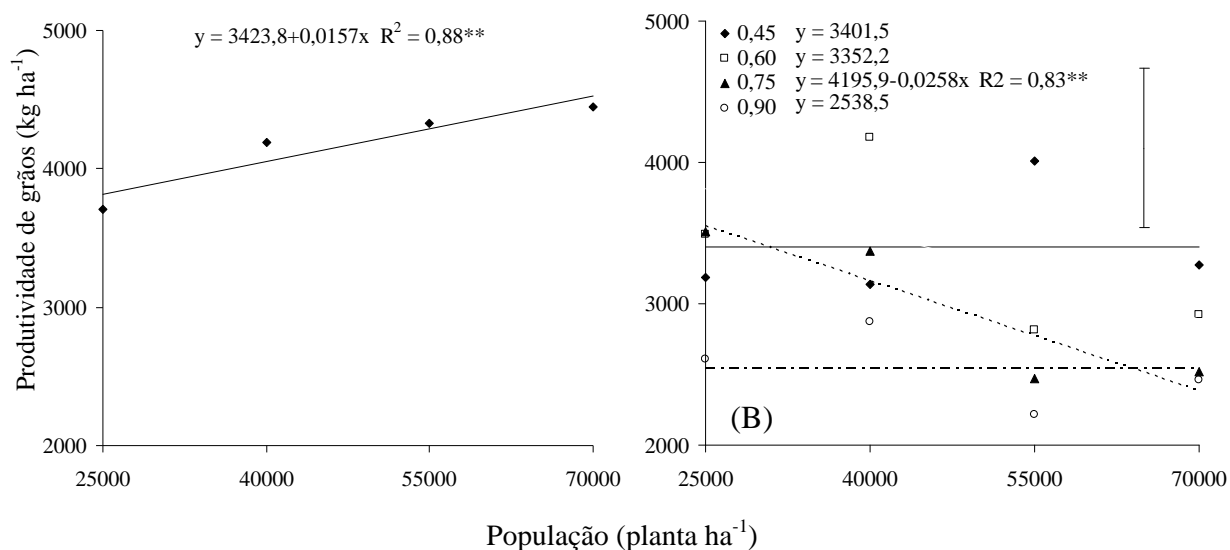 Produtividade de grãos (kg ha⁻¹)
5000
4000
3000
2000
y = 3423,8+0,0157x R² = 0,88**
25000 40000 55000 70000
5000
4000
3000
2000
0,45 y = 3401,5
0,60 y = 3352,2
0,75 y = 4195,9-0,0258x R2 = 0,83**
0,90 y = 2538,5
(B)
25000 40000 55000 70000
População (planta ha⁻¹)